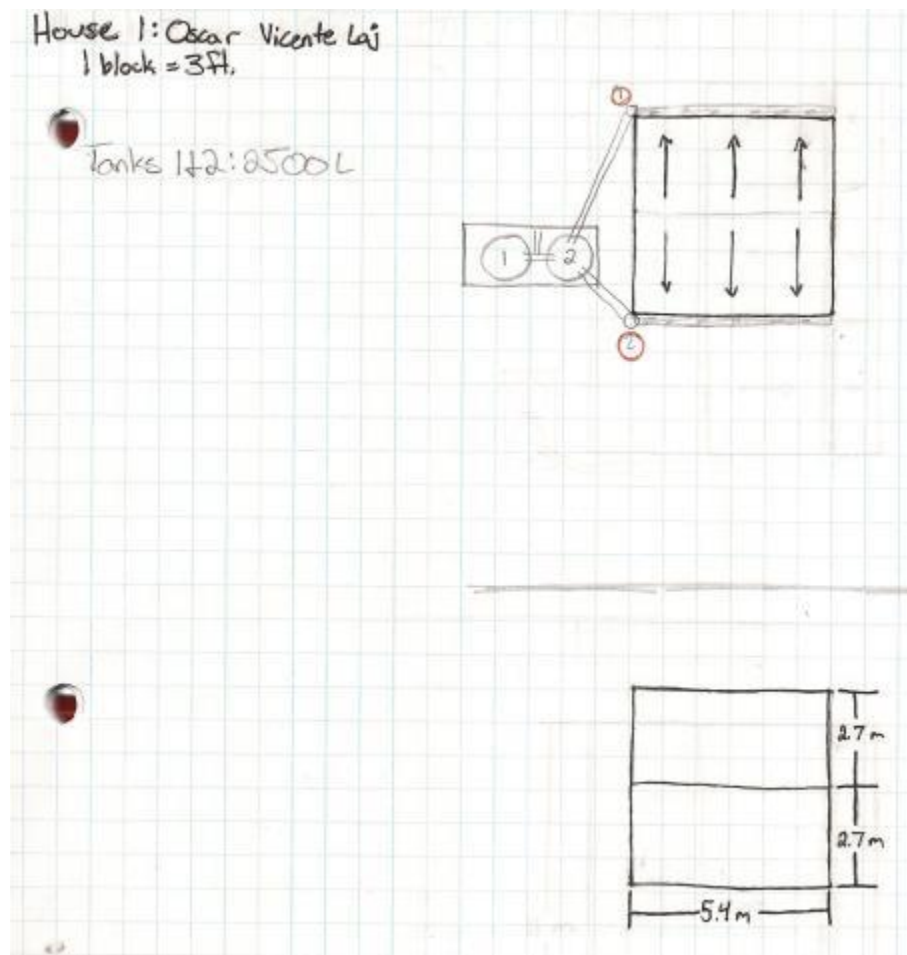 House 1: Oscar Vicente Laj
1 block = 3ft.
Tanks 1+2: 2500L
1
1
2
2
2.7m
2.7m
5.4m